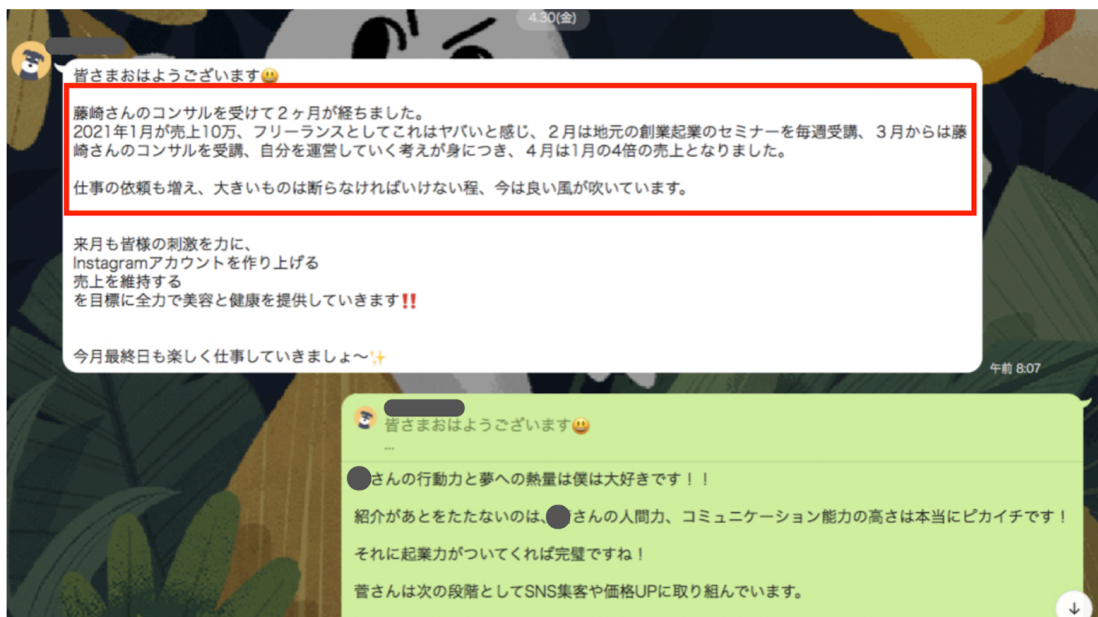 4.30(金)
皆さまおはようございます😃
藤崎さんのコンサルを受けて２ヶ月が経ちました。
2021年1月が売上10万、フリーランスとしてこれはヤバいと感じ、２月は地元の創業起業のセミナーを毎週受講、３月からは藤
崎さんのコンサルを受講、自分を運営していく考えが身につき、４月は1月の4倍の売上となりました。
仕事の依頼も増え、大きいものは断らなければいけない程、今は良い風が吹いています。
来月も皆様の刺激を力に、
Instagramアカウントを作り上げる
売上を維持する
を目標に全力で美容と健康を提供していきます‼️
今月最終日も楽しく仕事していきましょ〜✨
午前 8:07
皆さまおはようございます😃
...
さんの行動力と夢への熱量は僕は大好きです！！
紹介があとをたたないのは、さんの人間力、コミュニケーション能力の高さは本当にピカイチです！
それに起業力がついてくれば完璧ですね！
菅さんは次の段階としてSNS集客や価格UPに取り組んでいます。